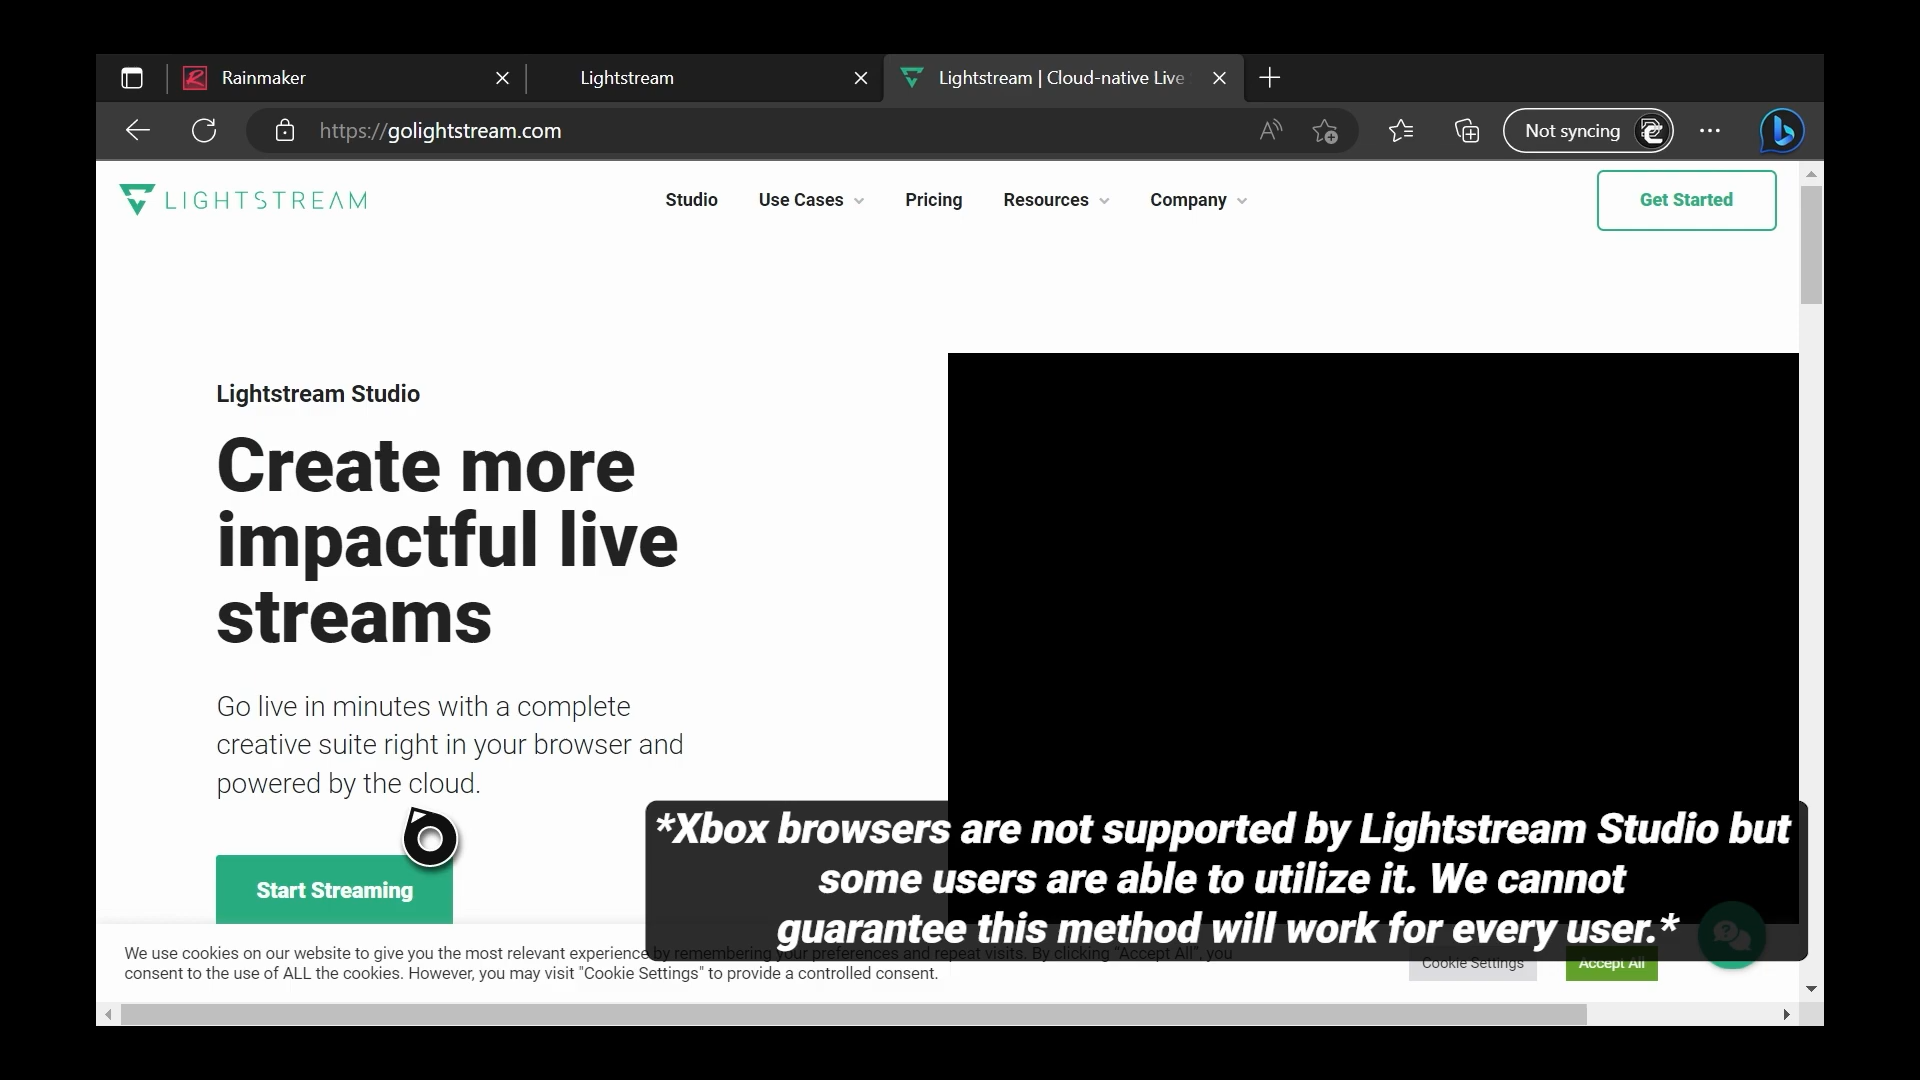 Rainmaker
Lightstream
Lightstream | Cloud-native Live
https://golightstream.com
Not syncing
LIGHTSTREAM
Studio
Use Cases
Pricing
Resources
Company
Get Started
Lightstream Studio
Create more
impactful live
streams
Go live in minutes with a complete
creative suite right in your browser and
powered by the cloud.
Start Streaming
*Xbox browsers are not supported by Lightstream Studio but
some users are able to utilize it. We cannot
guarantee this method will work for every user.*
We use cookies on our website to give you the most relevant experience by remembering your preferences and repeat visits. By clicking "Accept All", you
consent to the use of ALL the cookies. However, you may visit "Cookie Settings" to provide a controlled consent.
Cookie Settings
Accept All